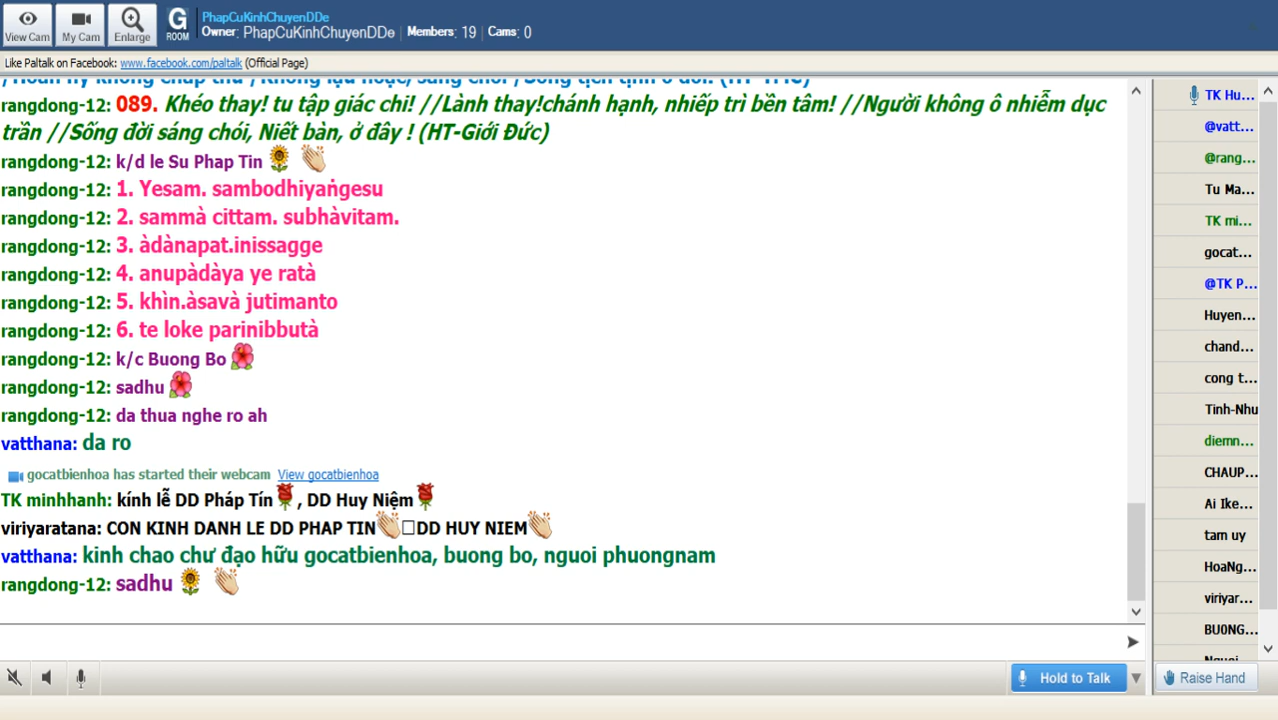 PhapCuKinhChuyenDDe
Owner: PhapCuKinhChuyenDDe | Members: 19 | Cams: 0
View Cam
My Cam
Enlarge
G
ROOM
Like Paltalk on Facebook: www.facebook.com/paltalk (Official Page)
rangdong-12: 089. Khéo thay! tu tập giác chi! //Lành thay!chánh hạnh, nhiếp trì bền tâm! //Người không ô nhiễm dục
trần //Sống đời sáng chói, Niết bàn, ở đây ! (HT-Giới Đức)
rangdong-12: k/d le Su Phap Tin 🌻 👏
rangdong-12: 1. Yesam. sambodhiyaṅgesu
rangdong-12: 2. sammà cittam. subhàvitam.
rangdong-12: 3. àdànapat.inissagge
rangdong-12: 4. anupàdàya ye ratà
rangdong-12: 5. khìn.àsavà jutimanto
rangdong-12: 6. te loke parinibbutà
rangdong-12: k/c Buong Bo 🌺
rangdong-12: sadhu 🌺
rangdong-12: da thua nghe ro ah
vatthana: da ro
gocatbienhoa has started their webcam View gocatbienhoa
TK minhhanh: kính lễ DD Pháp Tín🌹, DD Huy Niệm🌹
viriyaratana: CON KINH DANH LE DD PHAP TIN👏□DD HUY NIEM👏
vatthana: kinh chao chư đạo hữu gocatbienhoa, buong bo, nguoi phuongnam
rangdong-12: sadhu 🌻 👏
TK Hu...
@vatt...
@rang...
Tu Ma...
TK mi...
gocat...
@TK P...
Huyen...
chand...
cong t...
Tinh-Nhu
diemn...
CHAUP...
Ai Ike...
tam uy
HoaNg...
viriyar...
BU0NG...
Hold to Talk
Raise Hand